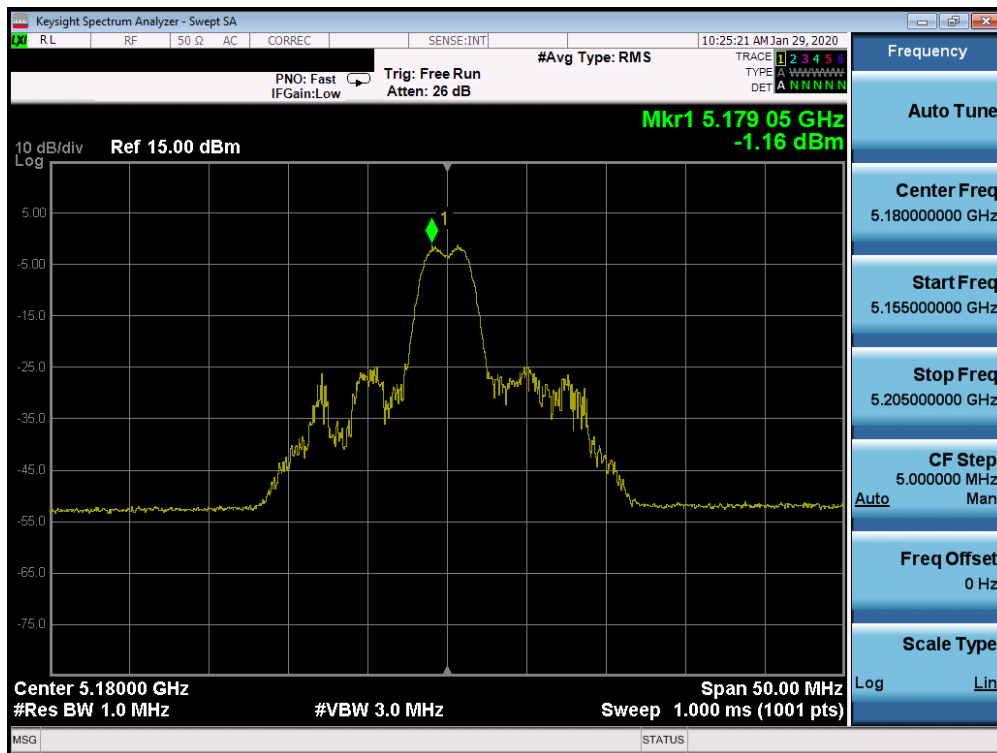 Keysight Spectrum Analyzer - Swept SA
LXI RL RF 50 Ω AC CORREC SENSE:INT 10:25:21 AM Jan 29, 2020
#Avg Type: RMS
TRACE 1 2 3 4 5 6
PNO: Fast Trig: Free Run
TYPE A WWWWW
IFGain:Low Atten: 26 dB
DET A N N N N N
Mkr1 5.179 05 GHz
-1.16 dBm
10 dB/div Ref 15.00 dBm
Log
1
5.00
-5.00
-15.0
-25.0
-35.0
-45.0
-55.0
-65.0
-75.0
Center 5.18000 GHz Span 50.00 MHz
#Res BW 1.0 MHz #VBW 3.0 MHz Sweep 1.000 ms (1001 pts)
MSG STATUS
Frequency
Auto Tune
Center Freq
5.180000000 GHz
Start Freq
5.155000000 GHz
Stop Freq
5.205000000 GHz
CF Step
5.000000 MHz
Auto Man
Freq Offset
0 Hz
Scale Type
Log Lin